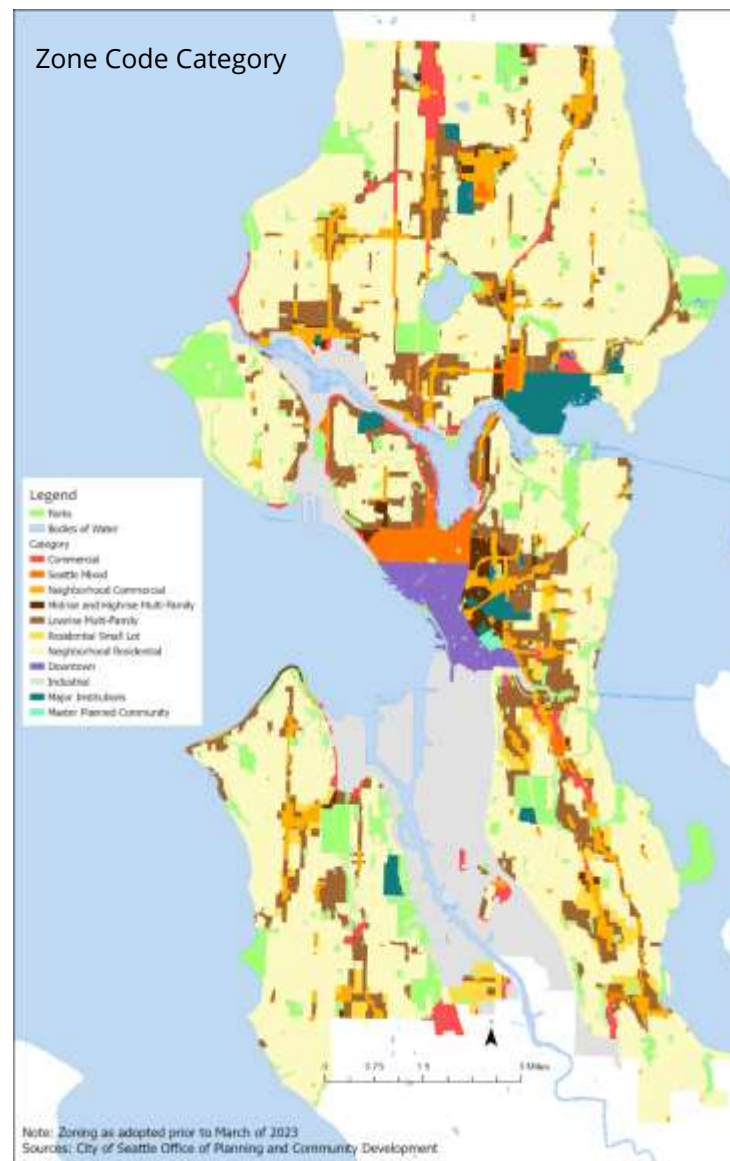 Zone Code Category
Legend
Parks
Bodies of Water
Category
Commercial
Seattle Mixed
Neighborhood Commercial
Midrise and Highrise Multi-Family
Lowrise Multi-Family
Residential Small Lot
Neighborhood Residential
Downtown
Industrial
Major Institutions
Master Planned Community
0 0.75 1.5 3 Miles
Note: Zoning as adopted prior to March of 2023
Sources: City of Seattle Office of Planning and Community Development